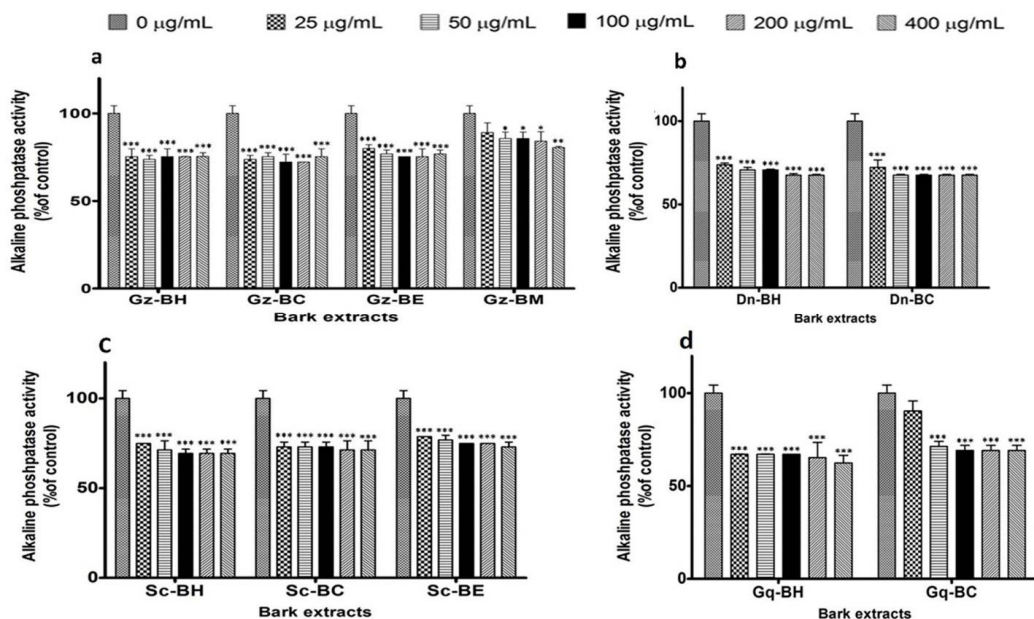 0 µg/mL 25 µg/mL 50 µg/mL 100 µg/mL 200 µg/mL 400 µg/mL
a
Alkaline phoshpatase activity
(%of control)
100
50
0
*** *** *** *** ***
*** *** *** *** ***
*** *** *** *** ***
* * * **
Gz-BH Gz-BC Gz-BE Gz-BM
Bark extracts
b
Alkaline phoshpatase activity
(%of control)
100
50
0
*** *** *** *** ***
*** *** *** *** ***
Dn-BH Dn-BC
Bark extracts
c
Alkaline phoshpatase activity
(%of control)
100
50
0
*** *** *** *** ***
*** *** *** *** ***
*** *** *** *** ***
Sc-BH Sc-BC Sc-BE
Bark extracts
d
Alkaline phoshpatase activity
(%of control)
100
50
0
*** *** *** *** ***
*** *** *** ***
Gq-BH Gq-BC
Bark extracts